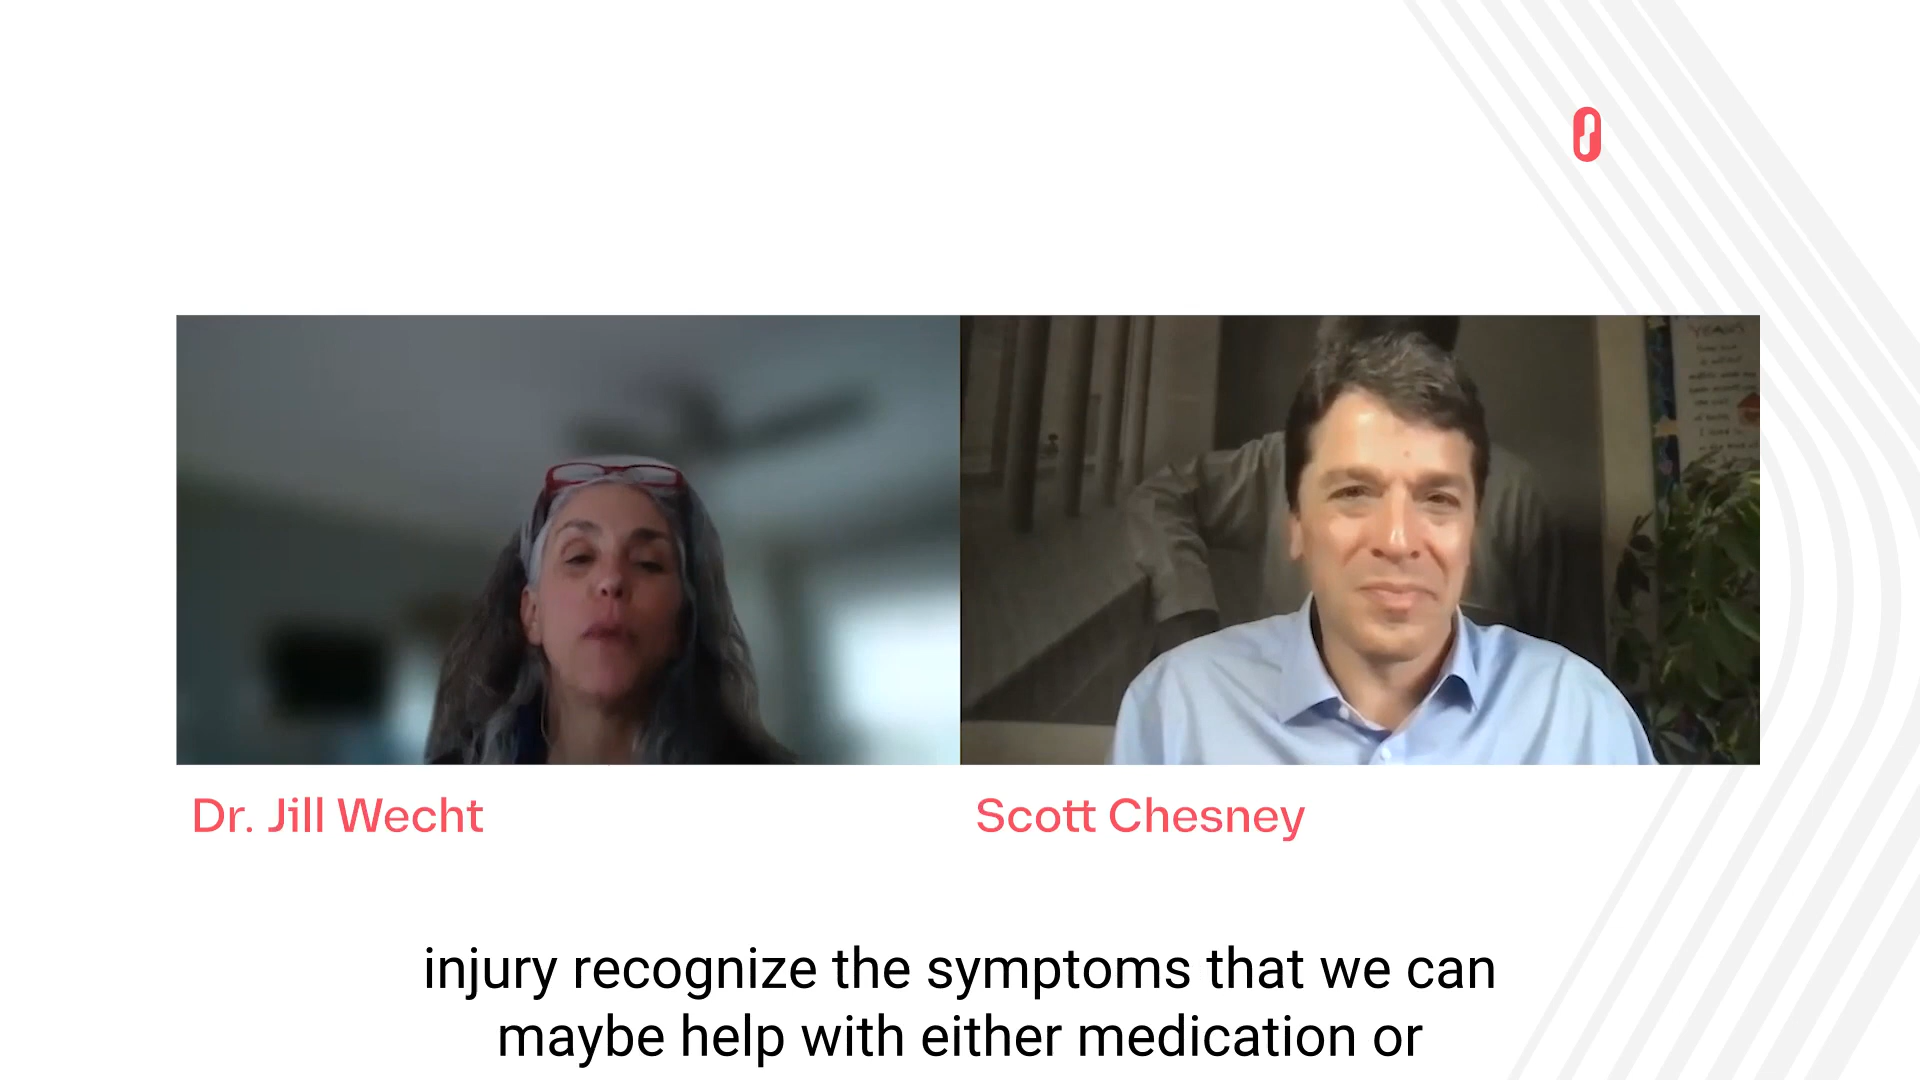 Dr. Jill Wecht
Scott Chesney
injury recognize the symptoms that we can
maybe help with either medication or